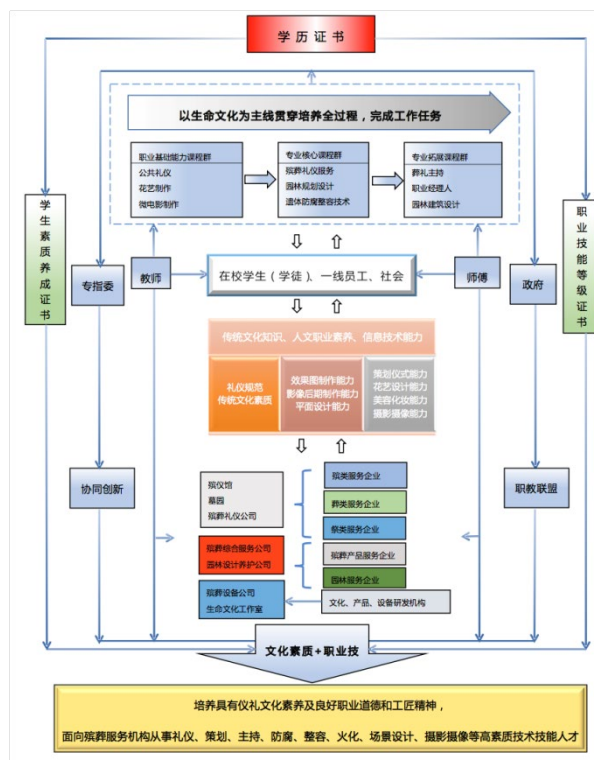 学历证书
以生命文化为主线贯穿培养全过程，完成工作任务
职业基础能力课程群
公共礼仪
花艺制作
微电影制作
专业核心课程群
殡葬礼仪服务
园林规划设计
遗体防腐整容技术
专业拓展课程群
葬礼主持
职业经理人
园林建筑设计
学生素质养成证书
职业技能等级证书
专指委
教师
在校学生（学徒）、一线员工、社会
师傅
政府
传统文化知识、人文职业素养、信息技术能力
礼仪规范
传统文化素质
效果图制作能力
影像后期制作能力
平面设计能力
策划仪式能力
花艺设计能力
美容化妆能力
摄影摄像能力
协同创新
职教联盟
殡仪馆
墓园
殡葬礼仪公司
殡类服务企业
葬类服务企业
祭类服务企业
殡葬综合服务公司
园林设计养护公司
殡葬产品服务企业
园林服务企业
殡葬设备公司
生命文化工作室
文化、产品、设备研发机构
文化素质+职业技
培养具有仪礼文化素养及良好职业道德和工匠精神，
面向殡葬服务机构从事礼仪、策划、主持、防腐、整容、火化、场景设计、摄影摄像等高素质技术技能人才